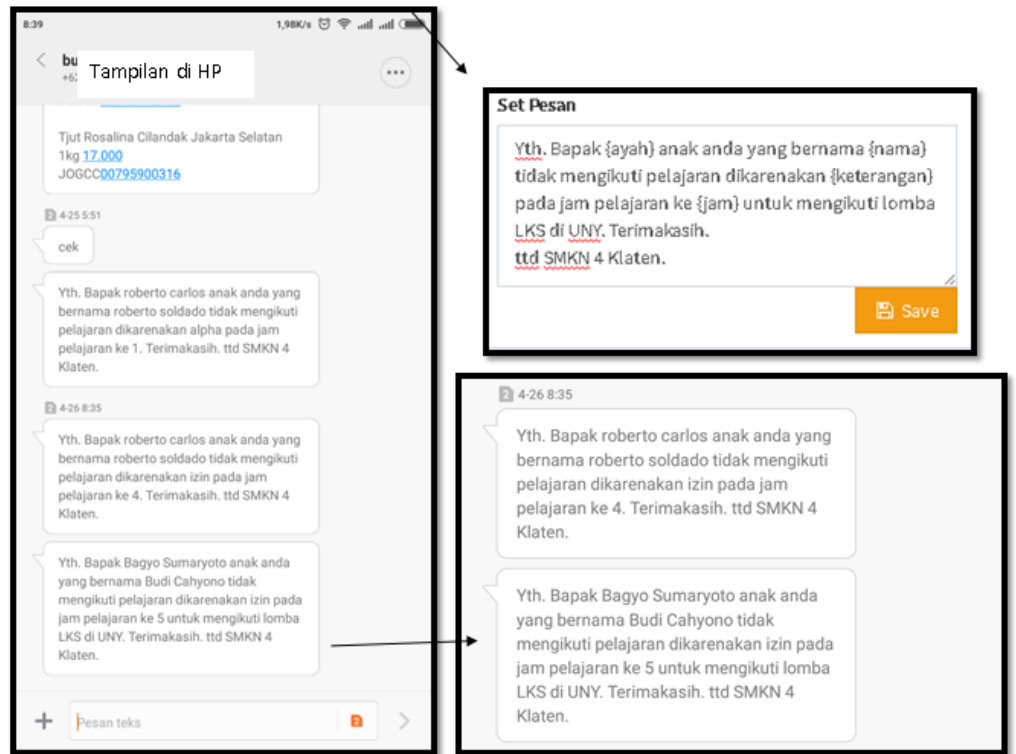 8:39
1,98K/s
bu
+62
Tampilan di HP
Tjut Rosalina Cilandak Jakarta Selatan
1kg 17.000
JOGCC00795900316
2 4-25 5:51
cek
Yth. Bapak roberto carlos anak anda yang
bernama roberto soldado tidak mengikuti
pelajaran dikarenakan alpha pada jam
pelajaran ke 1. Terimakasih. ttd SMKN 4
Klaten.
2 4-26 8:35
Yth. Bapak roberto carlos anak anda yang
bernama roberto soldado tidak mengikuti
pelajaran dikarenakan izin pada jam
pelajaran ke 4. Terimakasih. ttd SMKN 4
Klaten.
Yth. Bapak Bagyo Sumaryoto anak anda
yang bernama Budi Cahyono tidak
mengikuti pelajaran dikarenakan izin pada
jam pelajaran ke 5 untuk mengikuti lomba
LKS di UNY. Terimakasih. ttd SMKN 4
Klaten.
Pesan teks
2
Set Pesan
Yth. Bapak {ayah} anak anda yang bernama {nama}
tidak mengikuti pelajaran dikarenakan {keterangan}
pada jam pelajaran ke {jam} untuk mengikuti lomba
LKS di UNY. Terimakasih.
ttd SMKN 4 Klaten.
Save
2 4-26 8:35
Yth. Bapak roberto carlos anak anda yang
bernama roberto soldado tidak mengikuti
pelajaran dikarenakan izin pada jam
pelajaran ke 4. Terimakasih. ttd SMKN 4
Klaten.
Yth. Bapak Bagyo Sumaryoto anak anda
yang bernama Budi Cahyono tidak
mengikuti pelajaran dikarenakan izin pada
jam pelajaran ke 5 untuk mengikuti lomba
LKS di UNY. Terimakasih. ttd SMKN 4
Klaten.